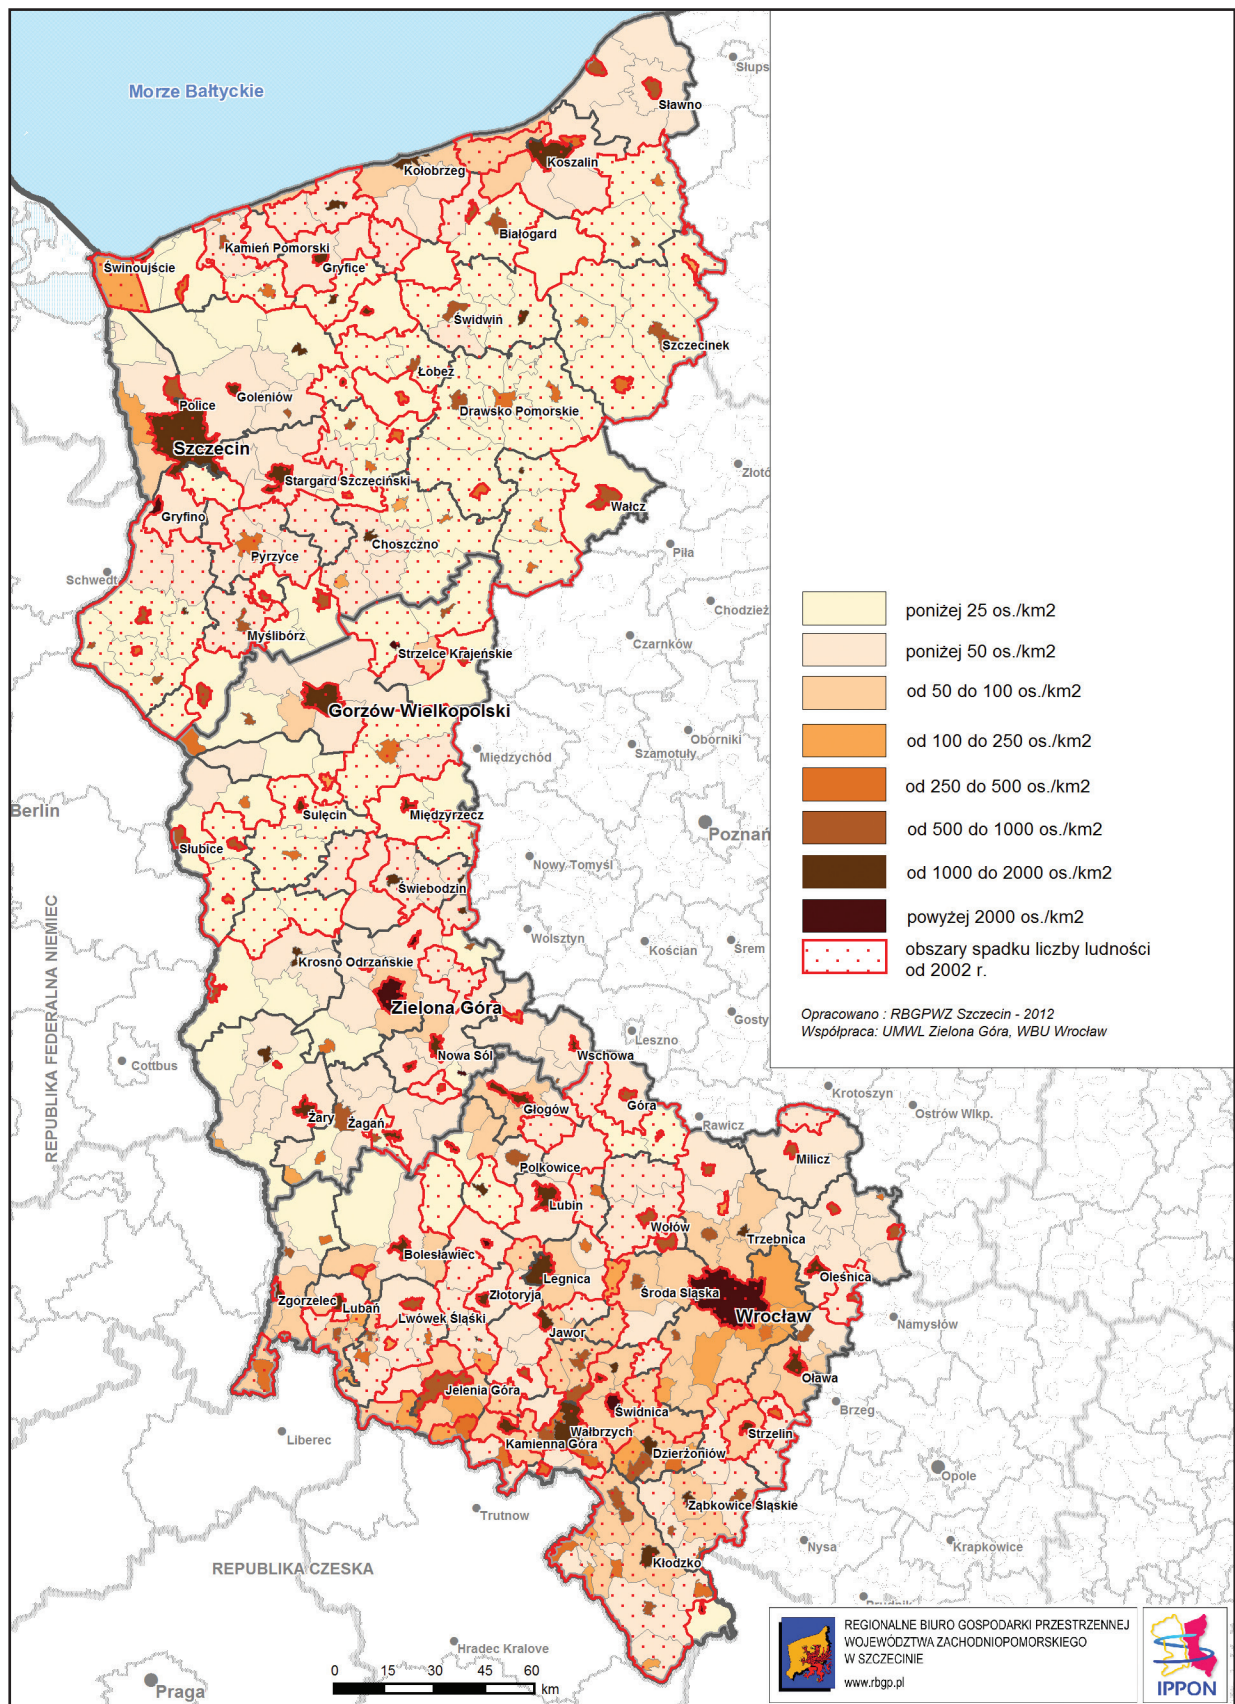 Morze Bałtyckie
Słups
Sławno
Koszalin
Kołobrzeg
Białogard
Kamień Pomorski
Gryfice
Świnoujście
Świdwin
Szczecinek
Łobez
Goleniów
Police
Drawsko Pomorskie
Szczecin
Stargard Szczeciński
Złotó
Wałcz
Gryfino
Choszczno
Pyrzyce
Piła
Schwedt
Chodzież
Myślibórz
Czarnków
Strzelce Krajeńskie
Gorzów Wielkopolski
Oborniki
Międzychód
Szamotuły
Berlin
Sulęcin
Międzyrzecz
Poznań
Słubice
Nowy Tomyśl
Świebodzin
REPUBLIKA FEDERALNA NIEMIEC
Wolsztyn
Kościan
Śrem
Krosno Odrzańskie
Zielona Góra
Gosty
Leszno
Nowa Sól
Wschowa
Cottbus
Krotoszyn
Ostrów Wlkp.
Głogów
Góra
Rawicz
Żary
Żagań
Milicz
Polkowice
Lubin
Wołów
Trzebnica
Bolesławiec
Legnica
Oleśnica
Środa Śląska
Zgorzelec
Lubań
Złotoryja
Wrocław
Lwówek Śląski
Namysłów
Jawor
Oława
Jelenia Góra
Brzeg
Świdnica
Wałbrzych
Strzelin
Liberec
Kamienna Góra
Dzierżoniów
Opole
Ząbkowice Śląskie
Trutnow
Nysa
Krapkowice
Kłodzko
REPUBLIKA CZESKA
Prudnik
Hradec Kralove
Praga
poniżej 25 os./km2
poniżej 50 os./km2
od 50 do 100 os./km2
od 100 do 250 os./km2
od 250 do 500 os./km2
od 500 do 1000 os./km2
od 1000 do 2000 os./km2
powyżej 2000 os./km2
obszary spadku liczby ludności
od 2002 r.
Opracowano : RBGPWZ Szczecin - 2012
Współpraca: UMWL Zielona Góra, WBU Wrocław
0 15 30 45 60
km
REGIONALNE BIURO GOSPODARKI PRZESTRZENNEJ
WOJEWÓDZTWA ZACHODNIOPOMORSKIEGO
W SZCZECINIE
www.rbgp.pl
IPPON